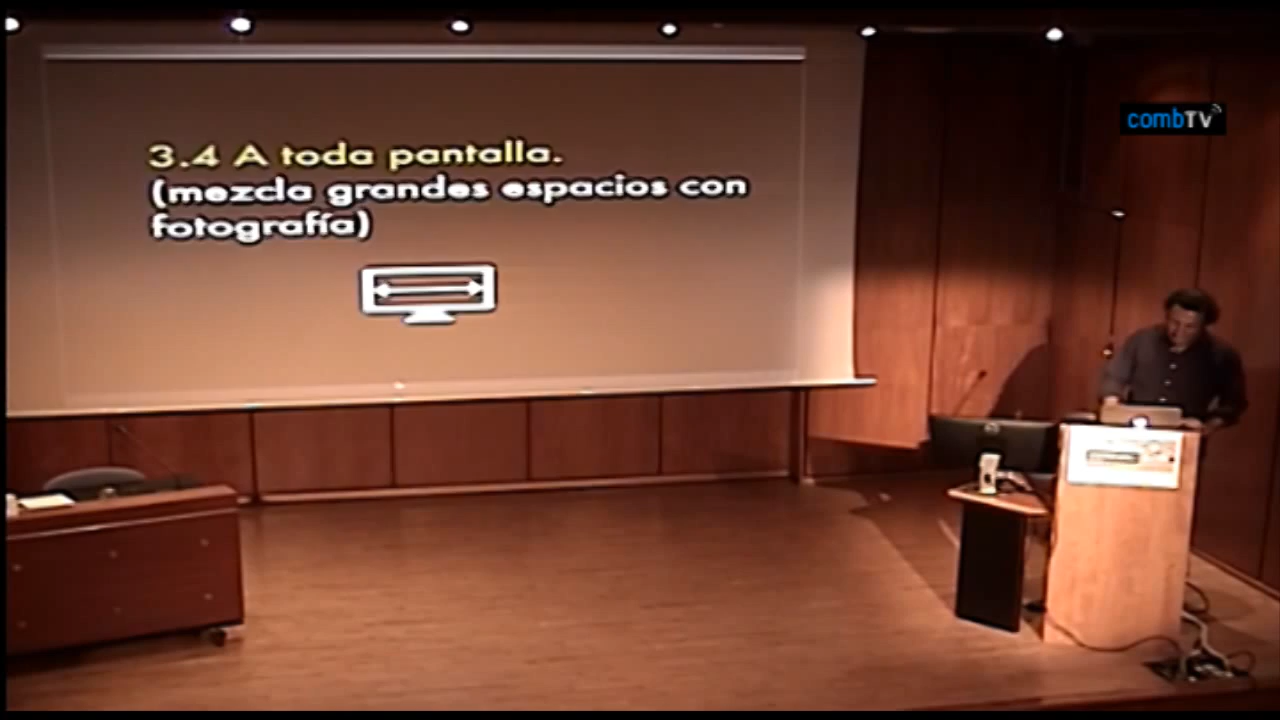 combTV
3.4 A toda pantalla.
(mezcla grandes espacios con
fotografía)